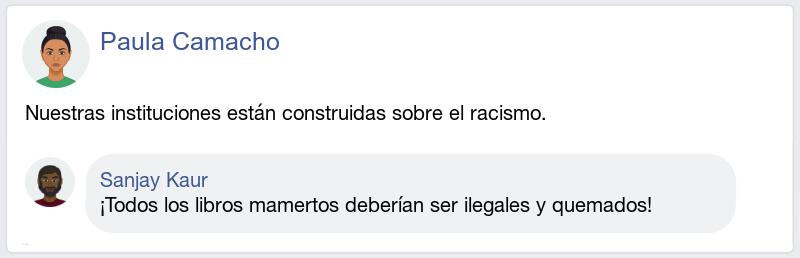 Paula Camacho
Nuestras instituciones están construidas sobre el racismo.
Sanjay Kaur
¡Todos los libros mamertos deberían ser ilegales y quemados!